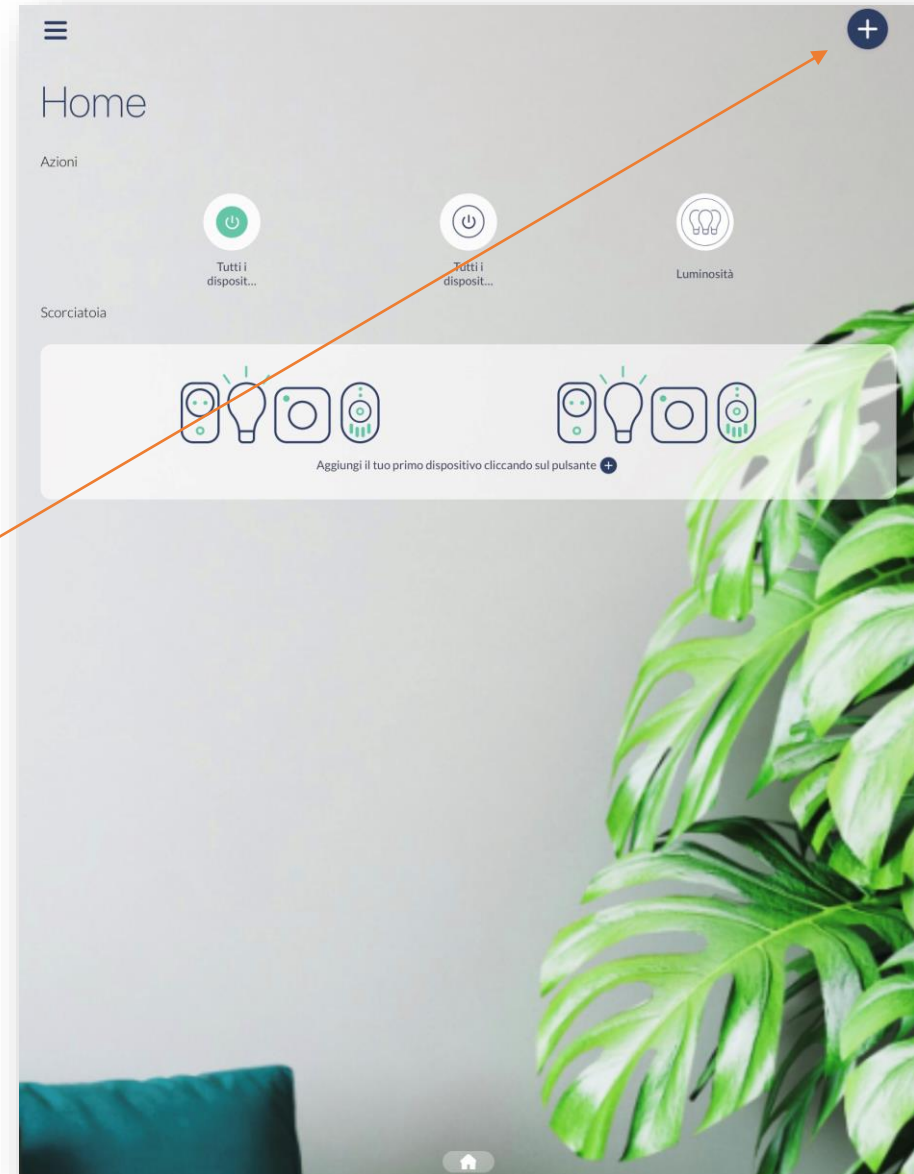 Home
Azioni
Tutti i
disposit...
Tutti i
disposit...
Luminosità
Scorciatoia
Aggiungi il tuo primo dispositivo cliccando sul pulsante